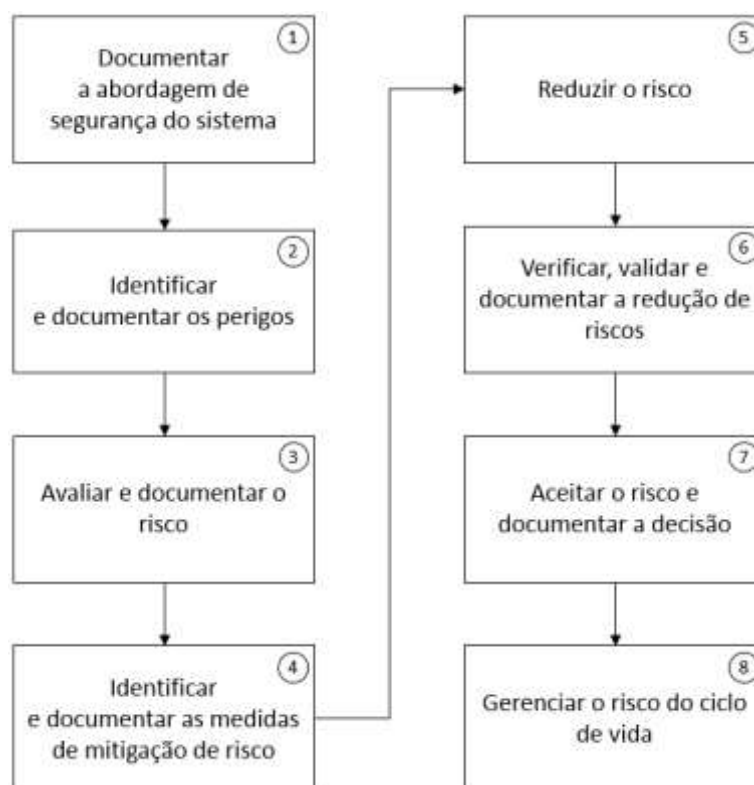 1
Documentar
a abordagem de
segurança do sistema
2
Identificar
e documentar os perigos
3
Avaliar e documentar o
risco
4
Identificar
e documentar as medidas
de mitigação de risco
5
Reduzir o risco
6
Verificar, validar e
documentar a redução de
riscos
7
Aceitar o risco e
documentar a decisão
8
Gerenciar o risco do ciclo
de vida